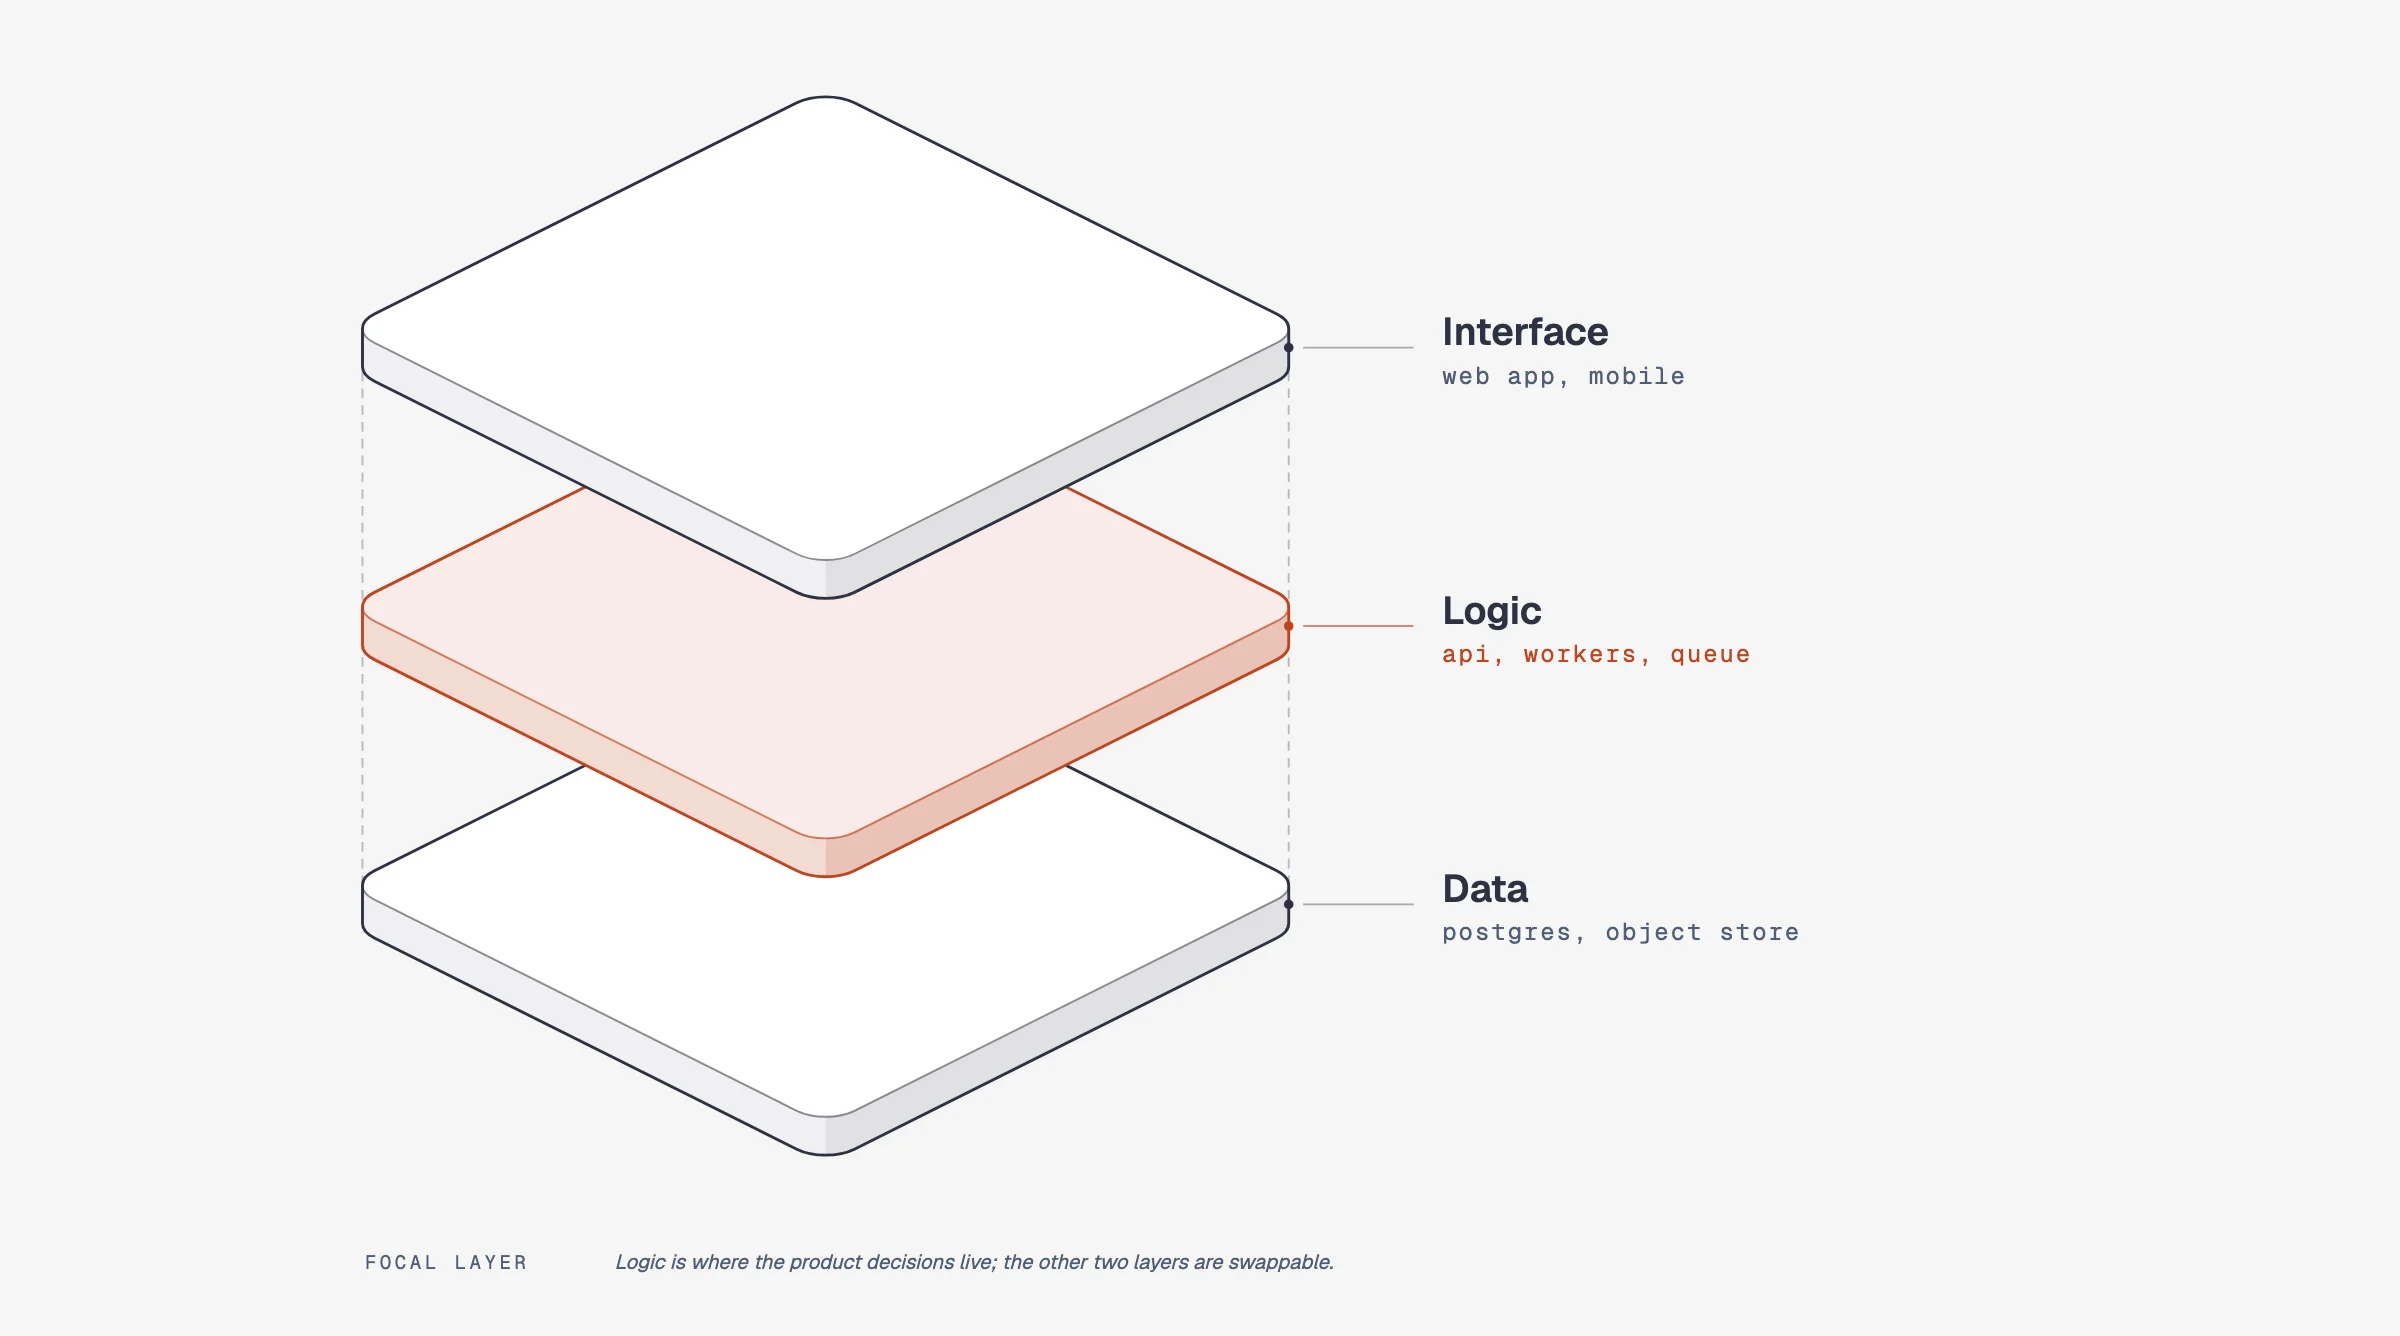 Interface
web app, mobile
Logic
api, workers, queue
Data
postgres, object store
FOCAL LAYER
Logic is where the product decisions live; the other two layers are swappable.